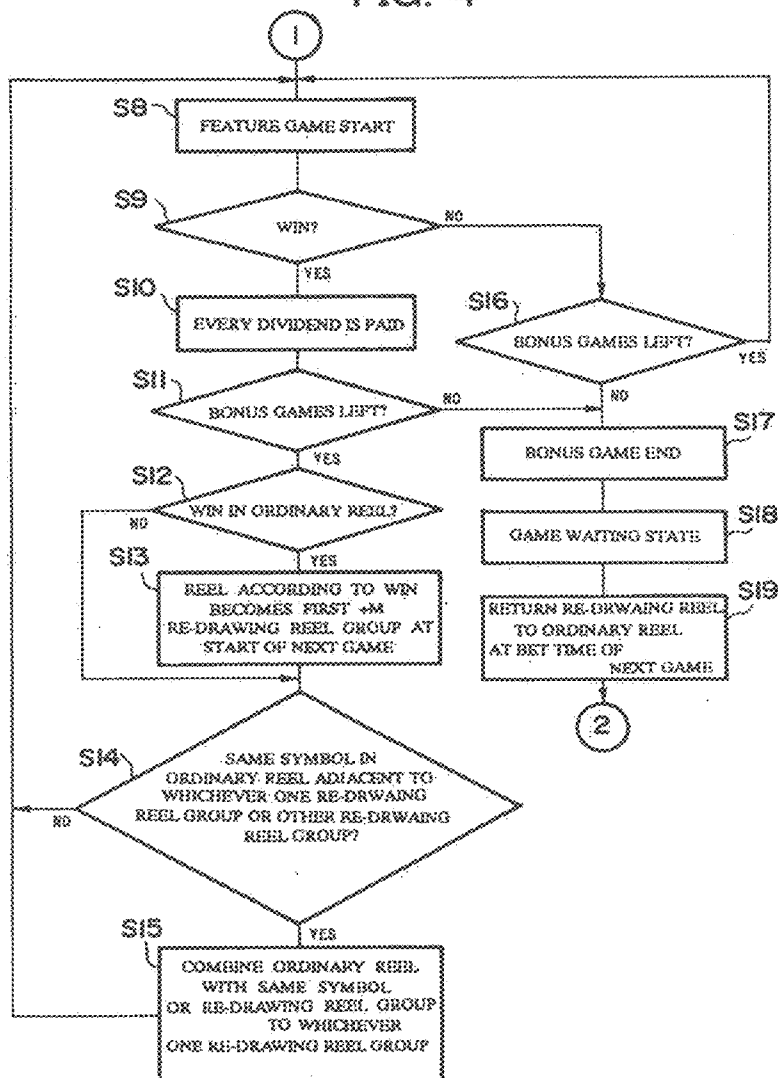 FIG. 4
1
S8
FEATURE GAME START
S9
WIN?
NO
YES
S10
EVERY DIVIDEND IS PAID
S16
BONUS GAMES LEFT?
YES
NO
S11
BONUS GAMES LEFT?
NO
YES
S17
BONUS GAME END
S12
WIN IN ORDINARY REEL?
NO
YES
S18
GAME WAITING STATE
S13
REEL ACCORDING TO WIN
BECOMES FIRST +M
RE-DRAWING REEL GROUP AT
START OF NEXT GAME
S19
RETURN RE-DRWAING REEL
TO ORDINARY REEL
AT BET TIME OF
NEXT GAME
2
S14
SAME SYMBOL IN
ORDINARY REEL ADJACENT TO
WHICHEVER ONE RE-DRWAING
REEL GROUP OR OTHER RE-DRWAING
REEL GROUP?
NO
YES
S15
COMBINE ORDINARY REEL
WITH SAME SYMBOL
OR RE-DRAWING REEL GROUP
TO WHICHEVER
ONE RE-DRAWING REEL GROUP